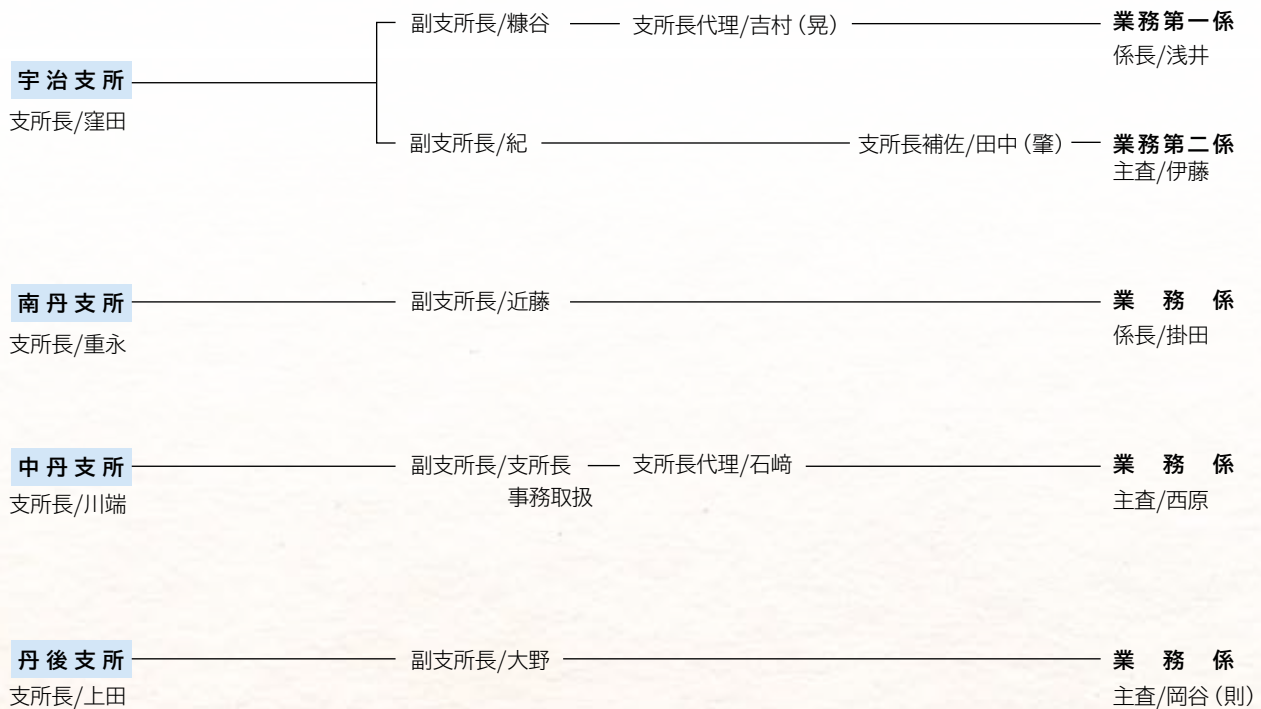 宇治支所
支所長/窪田
副支所長/糠谷
支所長代理/吉村(晃)
業務第一係
係長/浅井
副支所長/紀
支所長補佐/田中(肇)
業務第二係
主査/伊藤
南丹支所
支所長/重永
副支所長/近藤
業務係
係長/掛田
中丹支所
支所長/川端
副支所長/支所長
事務取扱
支所長代理/石﨑
業務係
主査/西原
丹後支所
支所長/上田
副支所長/大野
業務係
主査/岡谷(則)